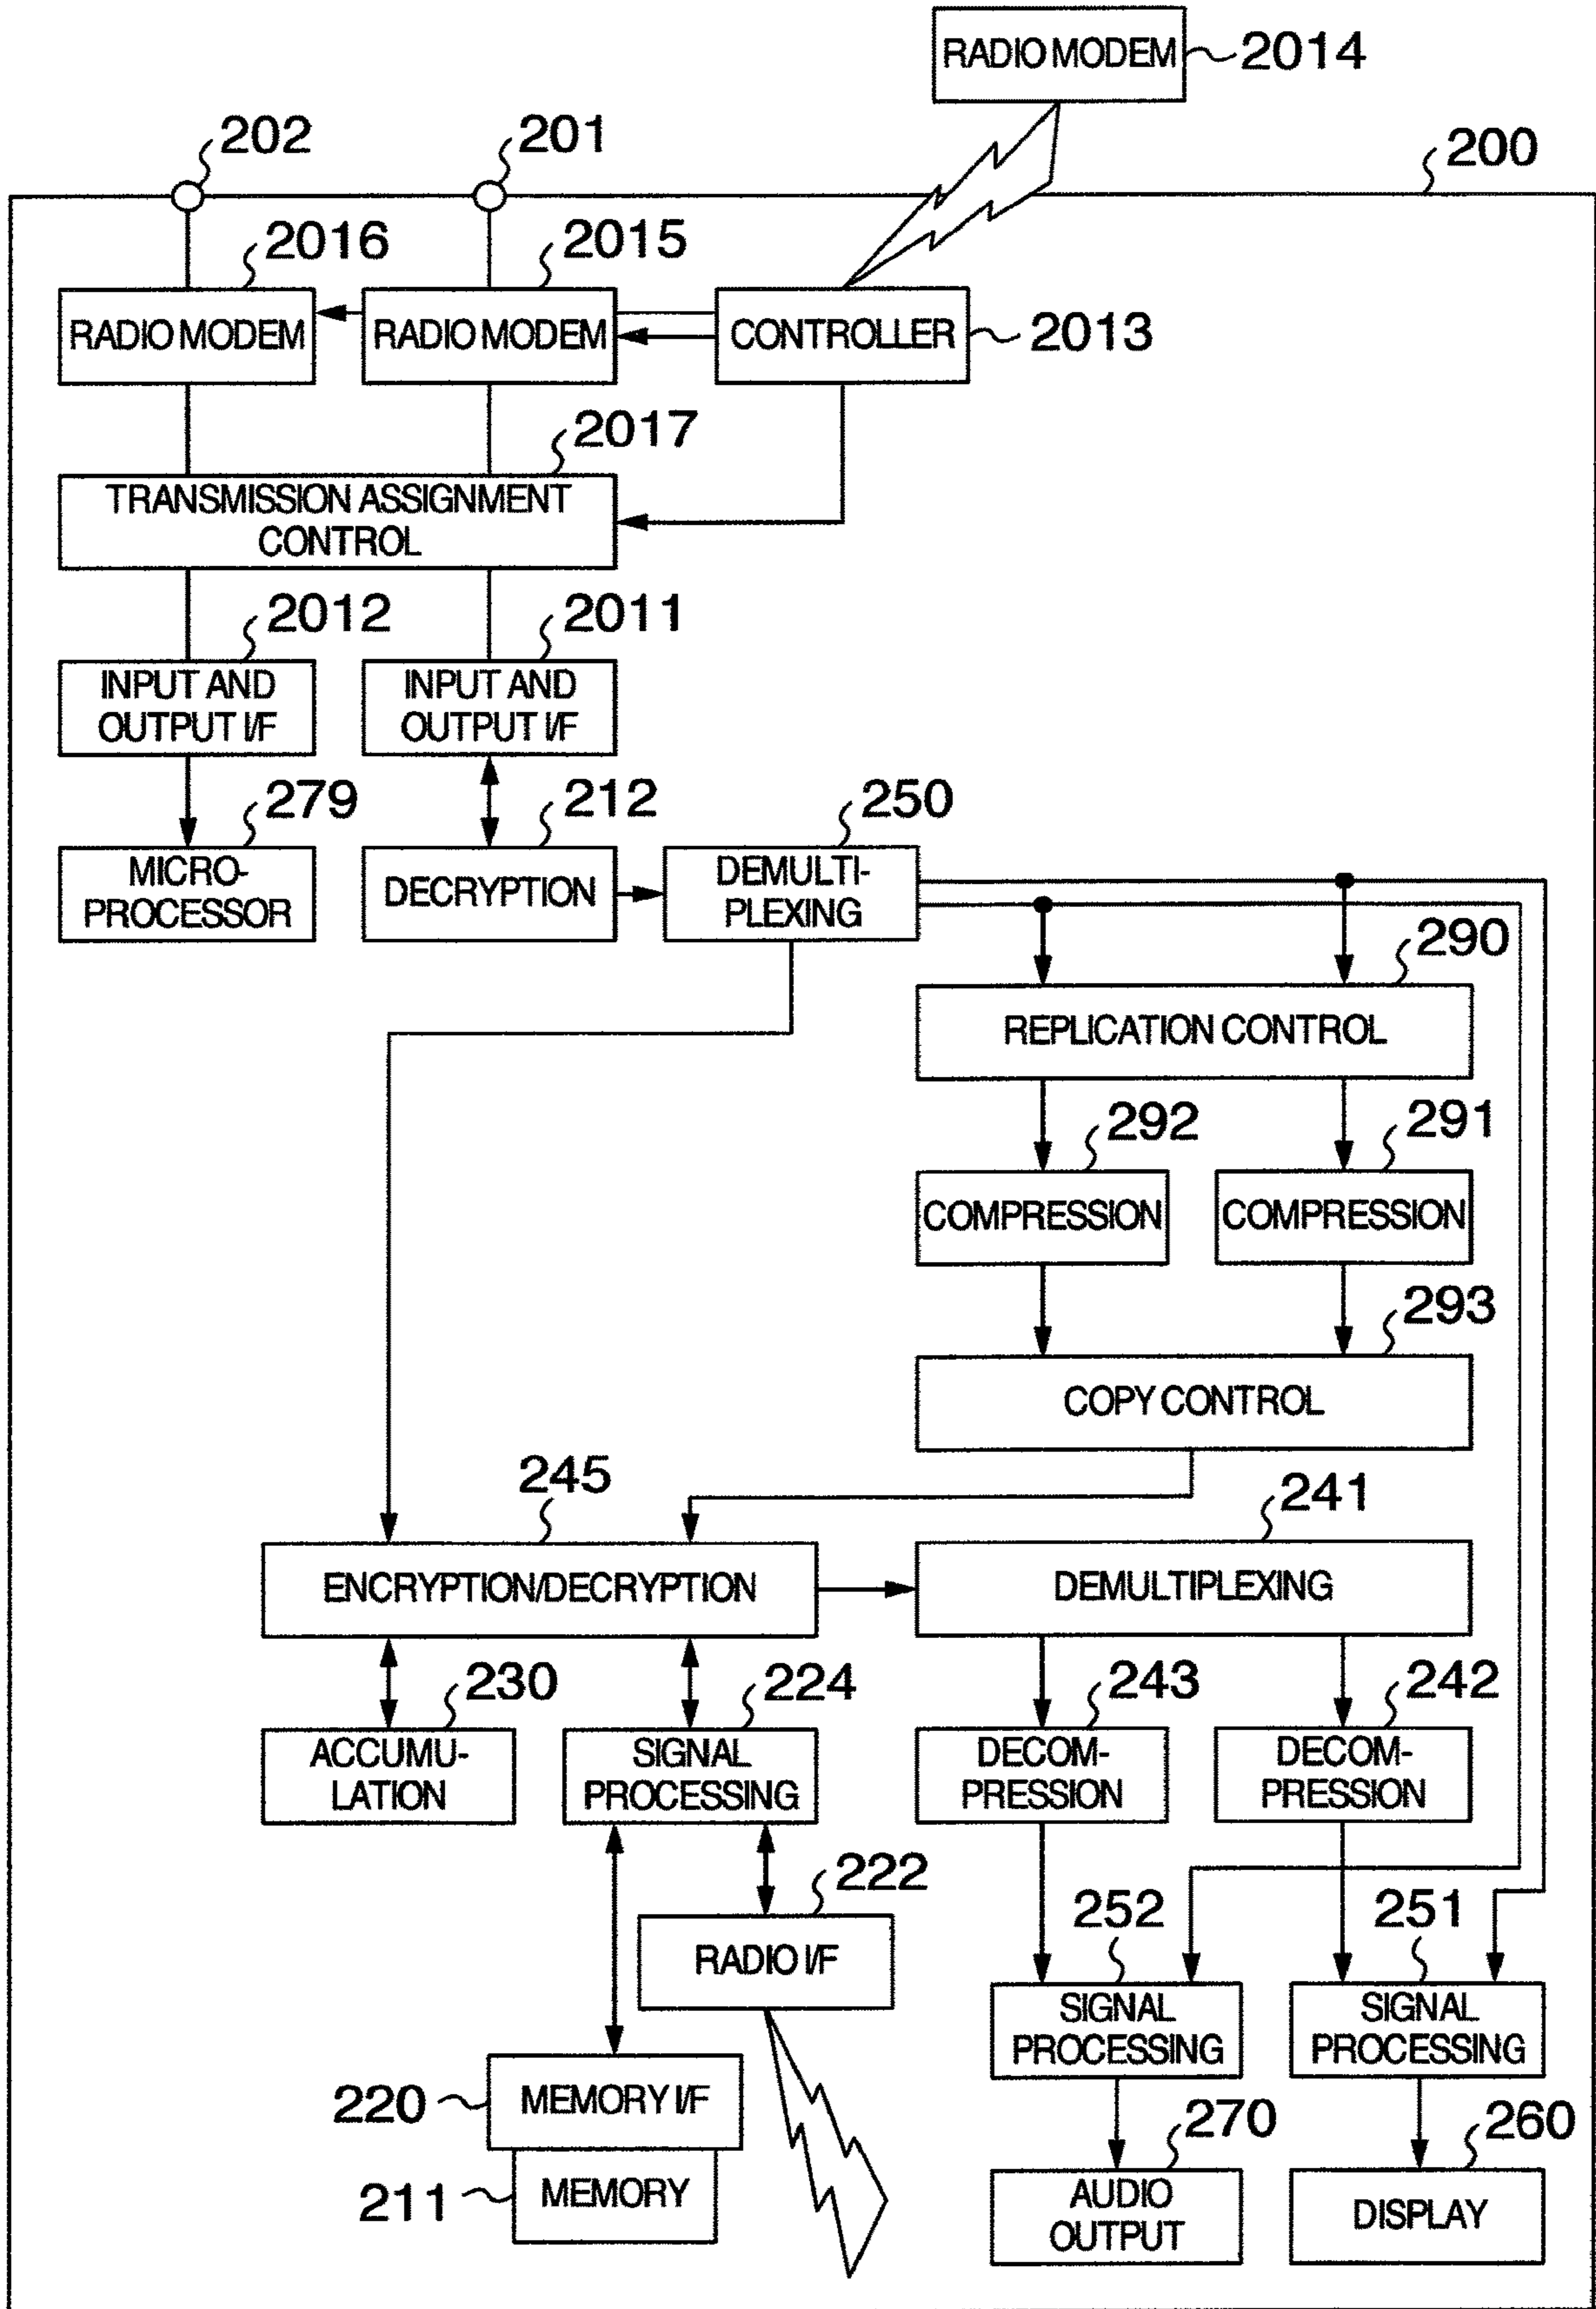 RADIO MODEM
2014
202
201
200
2016
2015
RADIO MODEM
RADIO MODEM
CONTROLLER
2013
2017
TRANSMISSION ASSIGNMENT
CONTROL
2012
2011
INPUT AND
OUTPUT I/F
INPUT AND
OUTPUT I/F
279
212
250
MICRO-
PROCESSOR
DECRYPTION
DEMULTI-
PLEXING
290
REPLICATION CONTROL
292
291
COMPRESSION
COMPRESSION
293
COPY CONTROL
245
241
ENCRYPTION/DECRYPTION
DEMULTIPLEXING
230
224
243
242
ACCUMU-
LATION
SIGNAL
PROCESSING
DECOM-
PRESSION
DECOM-
PRESSION
222
252
251
RADIO I/F
SIGNAL
PROCESSING
SIGNAL
PROCESSING
220
MEMORY I/F
270
260
211
MEMORY
AUDIO
OUTPUT
DISPLAY